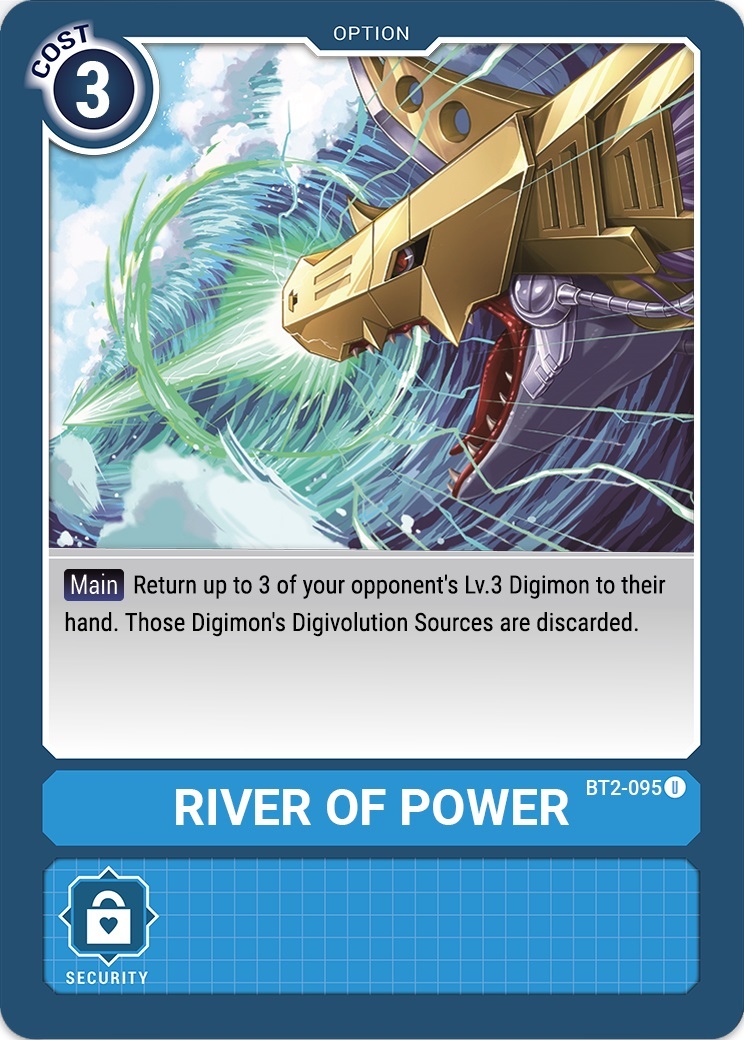 COST
3
OPTION
Main Return up to 3 of your opponent's Lv.3 Digimon to their
hand. Those Digimon's Digivolution Sources are discarded.
BT2-095 U
RIVER OF POWER
SECURITY